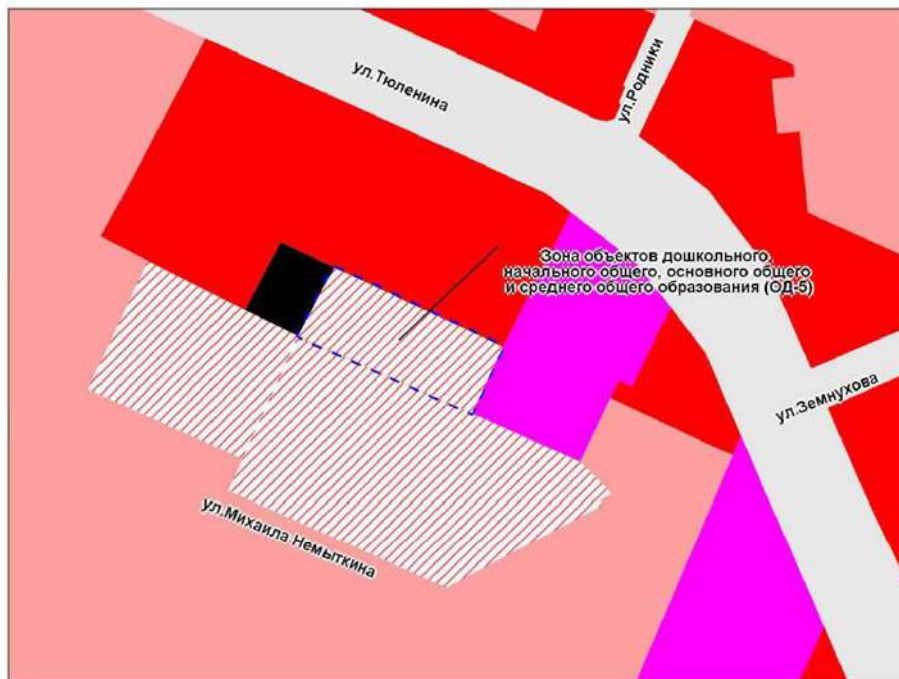 ул.Тюленина
ул.Родники
Зона объектов дошкольного,
начального общего, основного общего
и среднего общего образования (ОД-5)
ул.Земнухова
ул.Михаила Немыткина